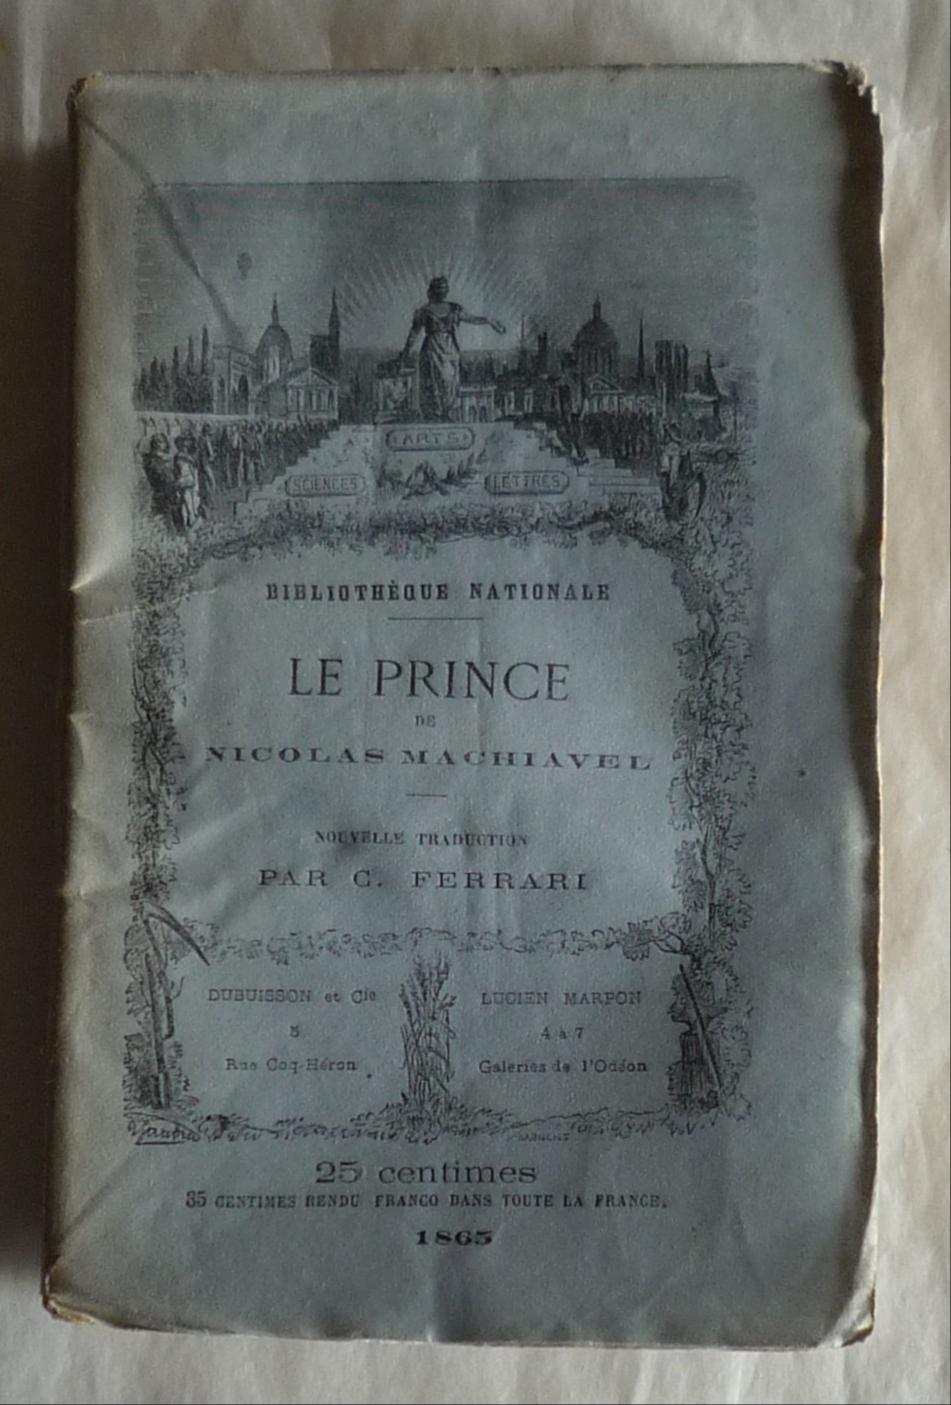 ARTS
SCIENCES LETTRES
BIBLIOTHÈQUE NATIONALE
LE PRINCE
DE
NICOLAS MACHIAVEL
NOUVELLE TRADUCTION
PAR C. FERRARI
DUBUISSON et Cie
5
Rue Coq-Héron
LUCIEN MARPON
4 à 7
Galeries de l'Odéon
25 centimes
35 CENTIMES RENDU FRANCO DANS TOUTE LA FRANCE.
1865